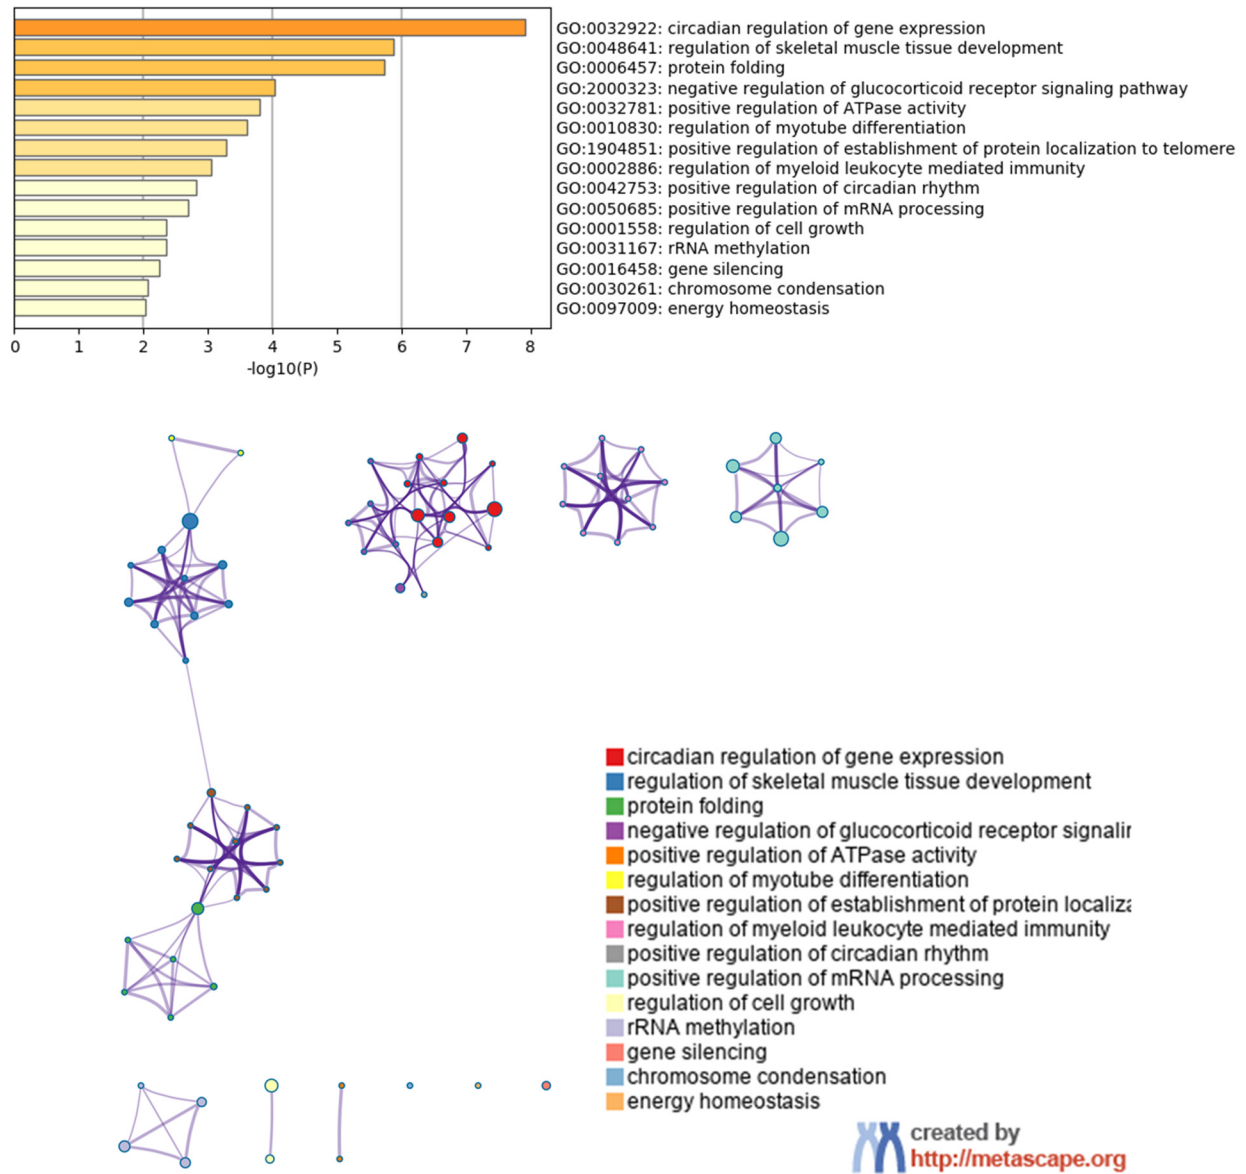 GO:0032922: circadian regulation of gene expression
GO:0048641: regulation of skeletal muscle tissue development
GO:0006457: protein folding
GO:2000323: negative regulation of glucocorticoid receptor signaling pathway
GO:0032781: positive regulation of ATPase activity
GO:0010830: regulation of myotube differentiation
GO:1904851: positive regulation of establishment of protein localization to telomere
GO:0002886: regulation of myeloid leukocyte mediated immunity
GO:0042753: positive regulation of circadian rhythm
GO:0050685: positive regulation of mRNA processing
GO:0001558: regulation of cell growth
GO:0031167: rRNA methylation
GO:0016458: gene silencing
GO:0030261: chromosome condensation
GO:0097009: energy homeostasis
0 1 2 3 4 5 6 7 8
-log10(P)
circadian regulation of gene expression
regulation of skeletal muscle tissue development
protein folding
negative regulation of glucocorticoid receptor signalin
positive regulation of ATPase activity
regulation of myotube differentiation
positive regulation of establishment of protein localiza
regulation of myeloid leukocyte mediated immunity
positive regulation of circadian rhythm
positive regulation of mRNA processing
regulation of cell growth
rRNA methylation
gene silencing
chromosome condensation
energy homeostasis
created by
http://metascape.org